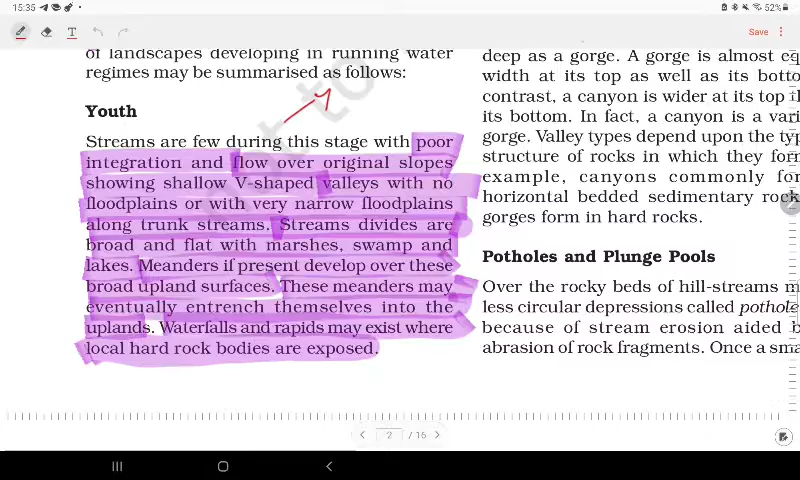 15:35
52%
T
Save
of landscapes developing in running water
regimes may be summarised as follows:
Youth
Streams are few during this stage with poor
integration and flow over original slopes
showing shallow V-shaped valleys with no
floodplains or with very narrow floodplains
along trunk streams. Streams divides are
broad and flat with marshes, swamp and
lakes. Meanders if present develop over these
broad upland surfaces. These meanders may
eventually entrench themselves into the
uplands. Waterfalls and rapids may exist where
local hard rock bodies are exposed.
deep as a gorge. A gorge is almost eq
width at its top as well as its botto
contrast, a canyon is wider at its top t
its bottom. In fact, a canyon is a vari
gorge. Valley types depend upon the typ
structure of rocks in which they for
example, canyons commonly for
horizontal bedded sedimentary rock
gorges form in hard rocks.
Potholes and Plunge Pools
Over the rocky beds of hill-streams m
less circular depressions called pothol
because of stream erosion aided b
abrasion of rock fragments. Once a sma
2 / 16